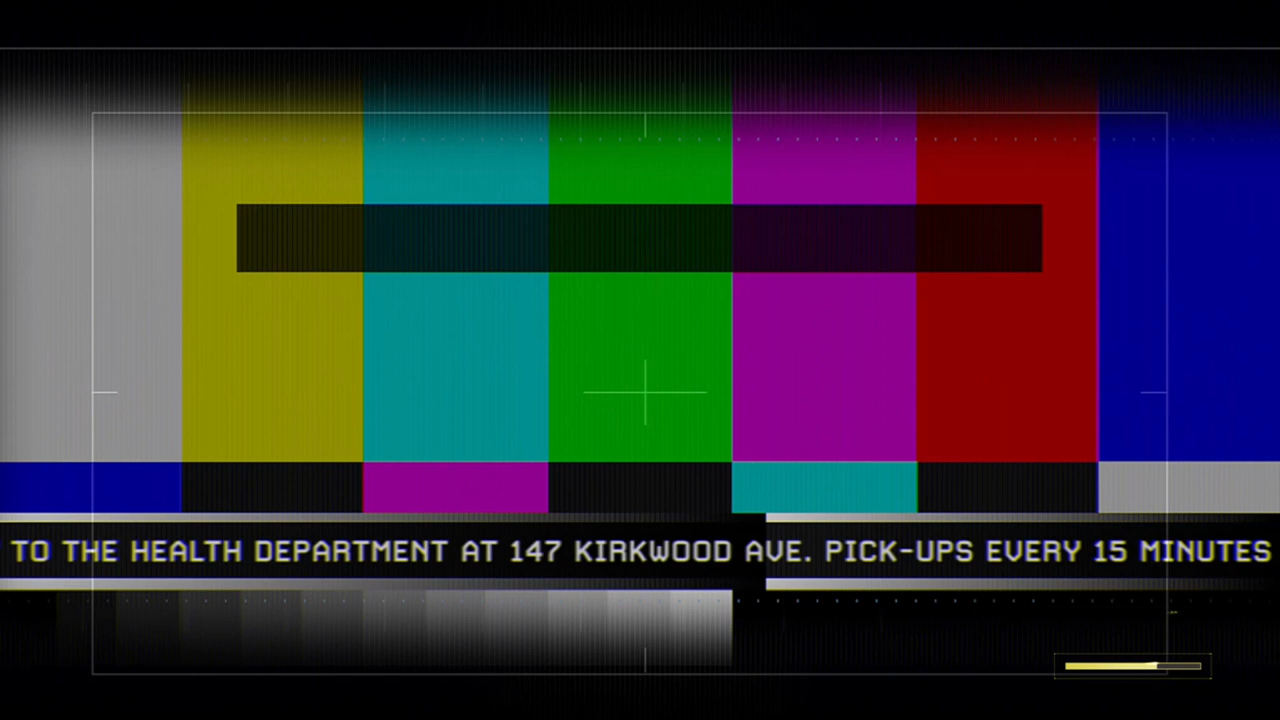 TO THE HEALTH DEPARTMENT AT 147 KIRKWOOD AVE. PICK-UPS EVERY 15 MINUTES